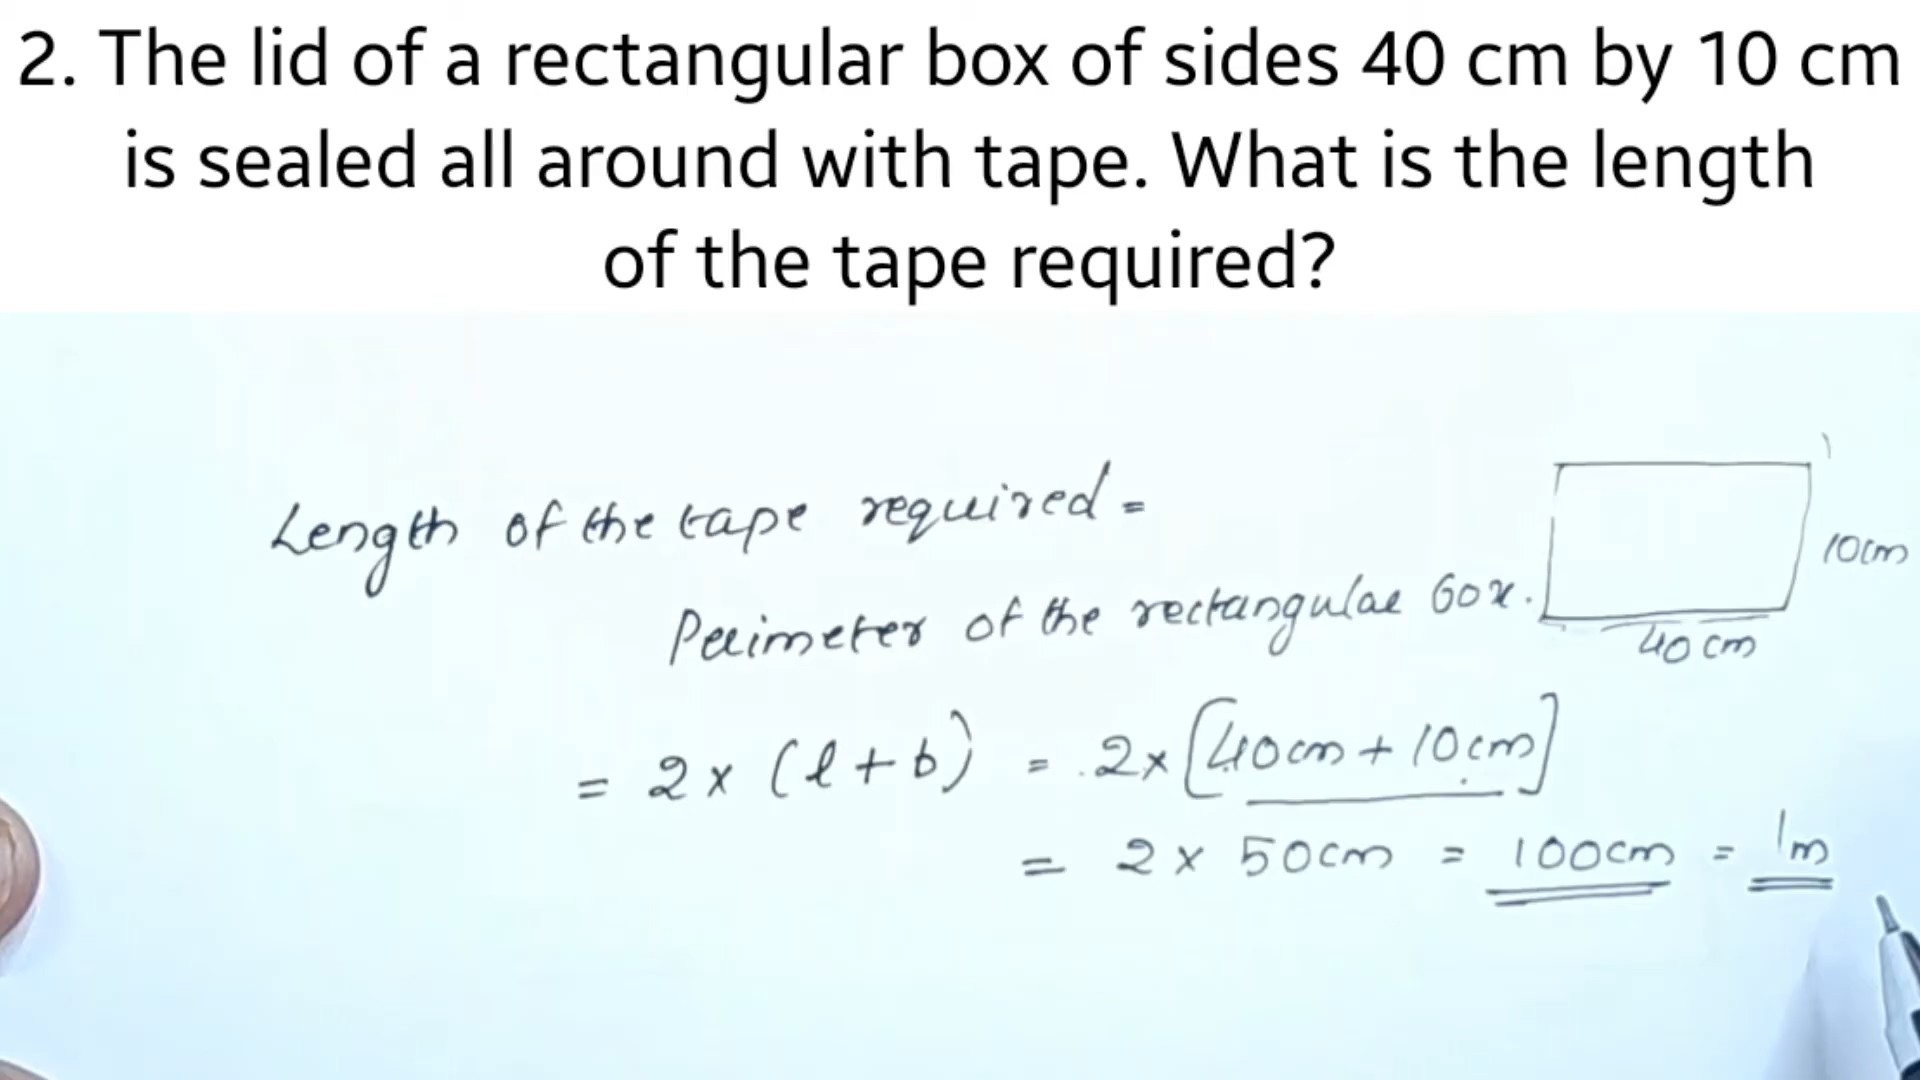 2. The lid of a rectangular box of sides 40 cm by 10 cm
is sealed all around with tape. What is the length
of the tape required?
Length of the tape required =
Perimeter of the rectangular box.
10cm
40 cm
= 2 x (l + b) = 2x [40cm + 10cm]
= 2 x 50cm = 100cm = 1m